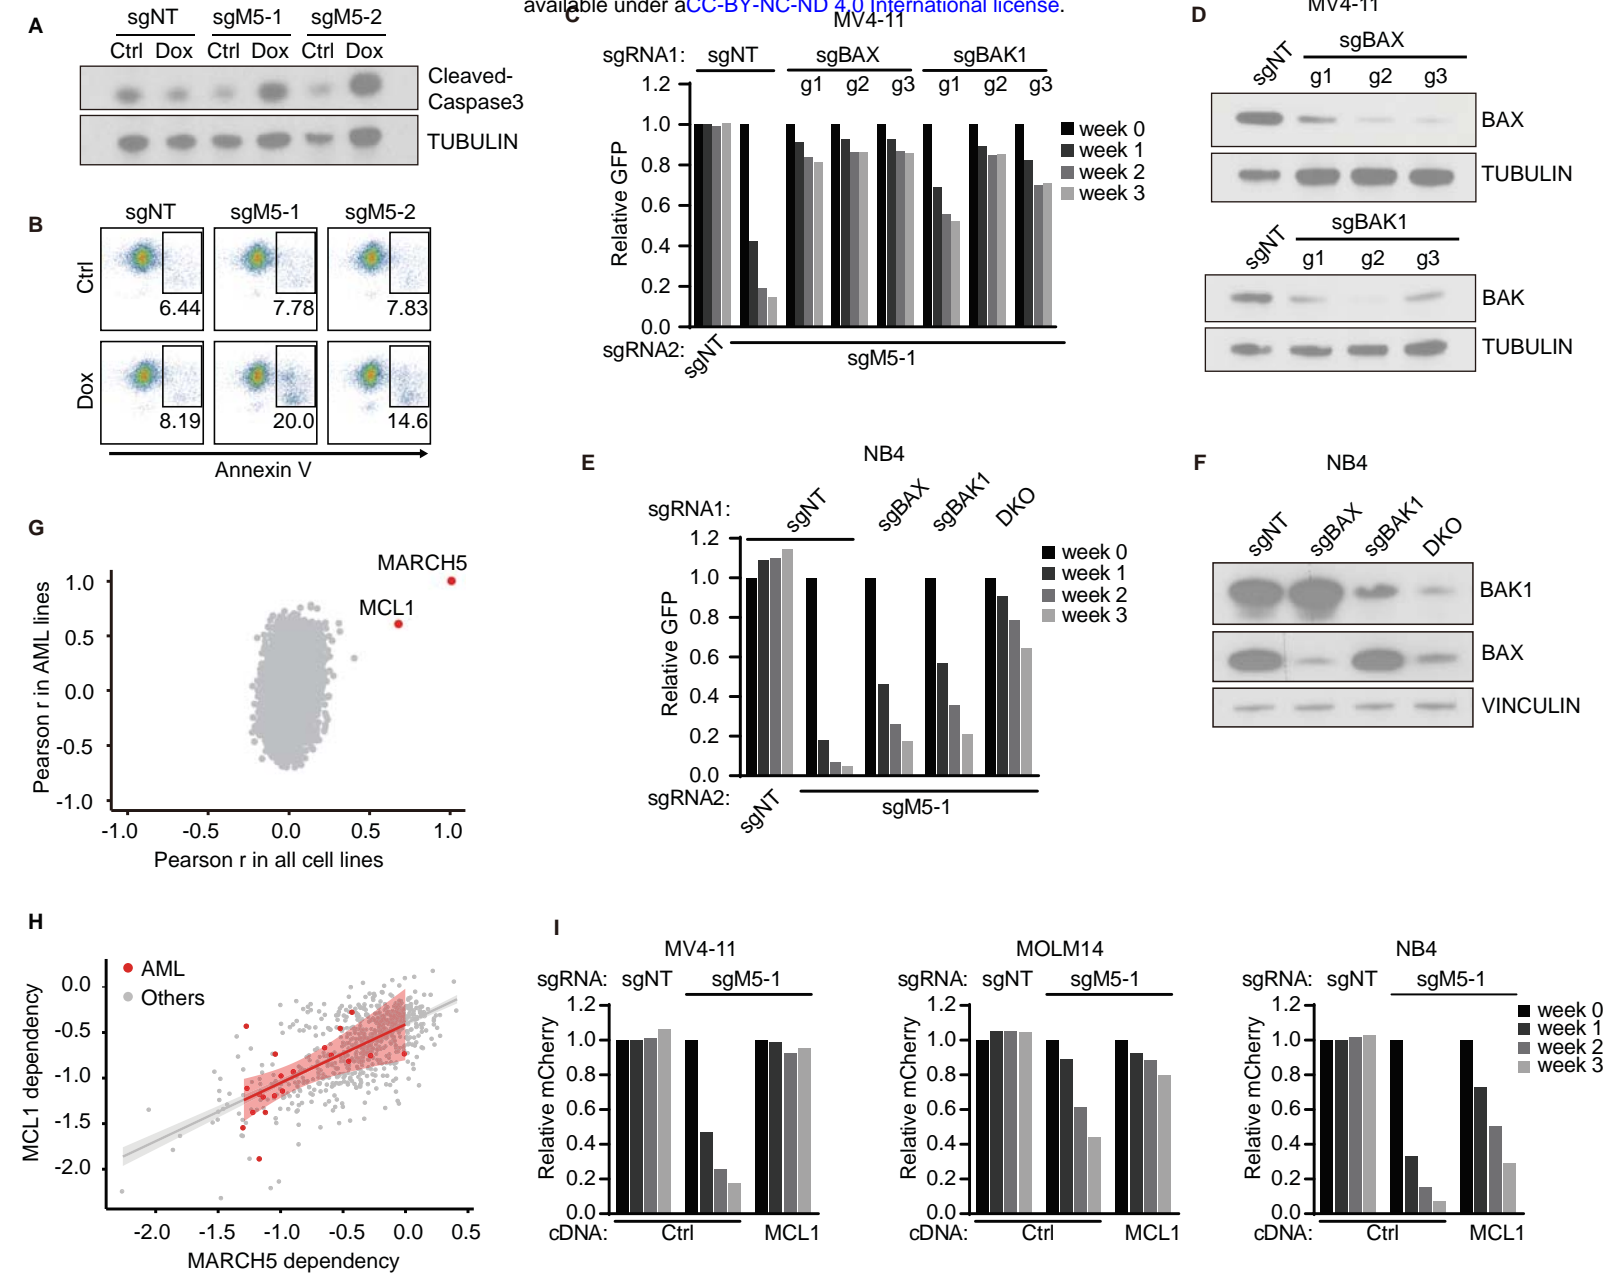 available under aCC-BY-NC-ND 4.0 International license.
A
sgNT sgM5-1 sgM5-2
Ctrl Dox Ctrl Dox Ctrl Dox
Cleaved-
Caspase3
TUBULIN
B
sgNT sgM5-1 sgM5-2
Ctrl
6.44 7.78 7.83
Dox
8.19 20.0 14.6
Annexin V
C
MV4-11
sgRNA1: sgNT sgBAX sgBAK1
g1 g2 g3 g1 g2 g3
Relative GFP
1.2
1.0
0.8
0.6
0.4
0.2
0.0
week 0
week 1
week 2
week 3
sgRNA2: sgNT sgM5-1
D
MV4-11
sgNT sgBAX
g1 g2 g3
BAX
TUBULIN
sgNT sgBAK1
g1 g2 g3
BAK
TUBULIN
E
NB4
sgRNA1: sgNT sgBAX sgBAK1 DKO
Relative GFP
1.2
1.0
0.8
0.6
0.4
0.2
0.0
week 0
week 1
week 2
week 3
sgRNA2: sgNT sgM5-1
F
NB4
sgNT sgBAX sgBAK1 DKO
BAK1
BAX
VINCULIN
G
MARCH5
MCL1
Pearson r in AML lines
1.0
0.5
0.0
-0.5
-1.0
-1.0 -0.5 0.0 0.5 1.0
Pearson r in all cell lines
H
AML
Others
MCL1 dependency
0.0
-0.5
-1.0
-1.5
-2.0
-2.0 -1.5 -1.0 -0.5 0.0 0.5
MARCH5 dependency
I
MV4-11
sgRNA: sgNT sgM5-1
Relative mCherry
1.2
1.0
0.8
0.6
0.4
0.2
0.0
cDNA: Ctrl MCL1
MOLM14
sgRNA: sgNT sgM5-1
Relative mCherry
1.2
1.0
0.8
0.6
0.4
0.2
0.0
cDNA: Ctrl MCL1
NB4
sgRNA: sgNT sgM5-1
Relative mCherry
1.2
1.0
0.8
0.6
0.4
0.2
0.0
cDNA: Ctrl MCL1
week 0
week 1
week 2
week 3